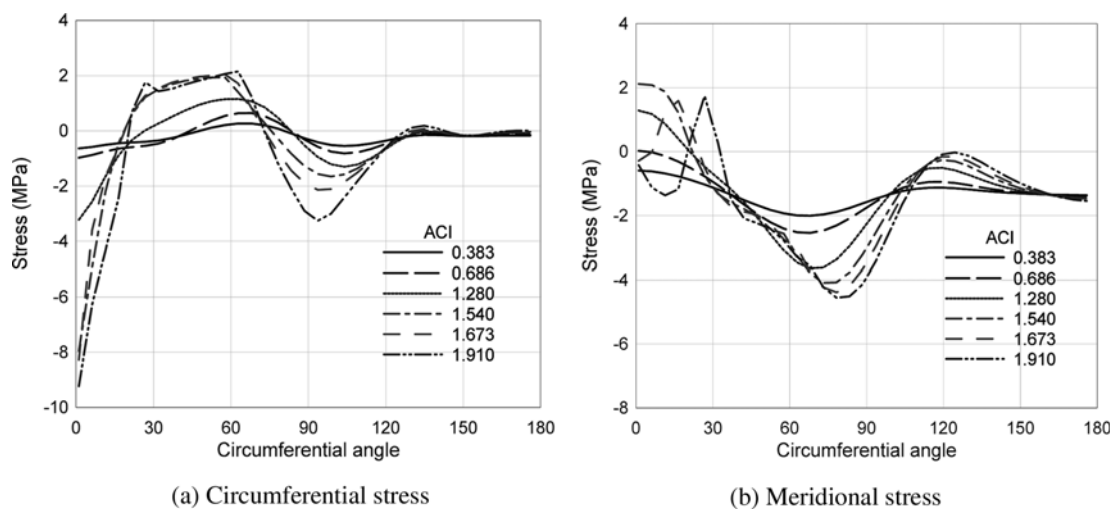 4
2
0
-2
-4
-6
-8
-10
Stress (MPa)
ACI
0.383
0.686
1.280
1.540
1.673
1.910
0 30 60 90 120 150 180
Circumferential angle
(a) Circumferential stress
4
2
0
-2
-4
-6
-8
Stress (MPa)
ACI
0.383
0.686
1.280
1.540
1.673
1.910
0 30 60 90 120 150 180
Circumferential angle
(b) Meridional stress